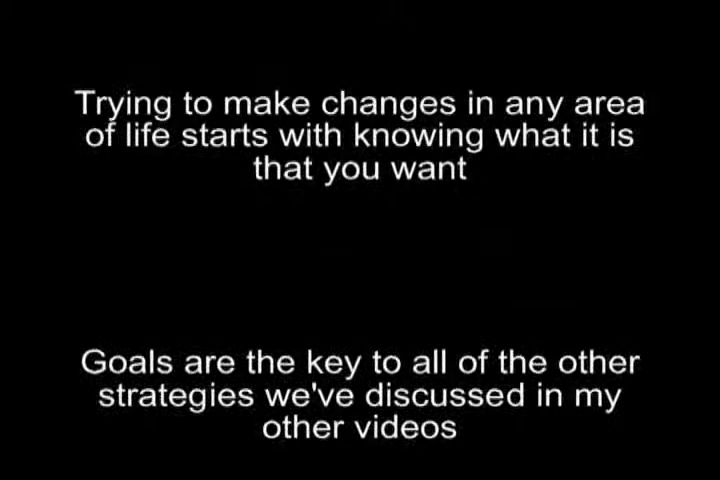 Trying to make changes in any area
of life starts with knowing what it is
that you want
Goals are the key to all of the other
strategies we've discussed in my
other videos